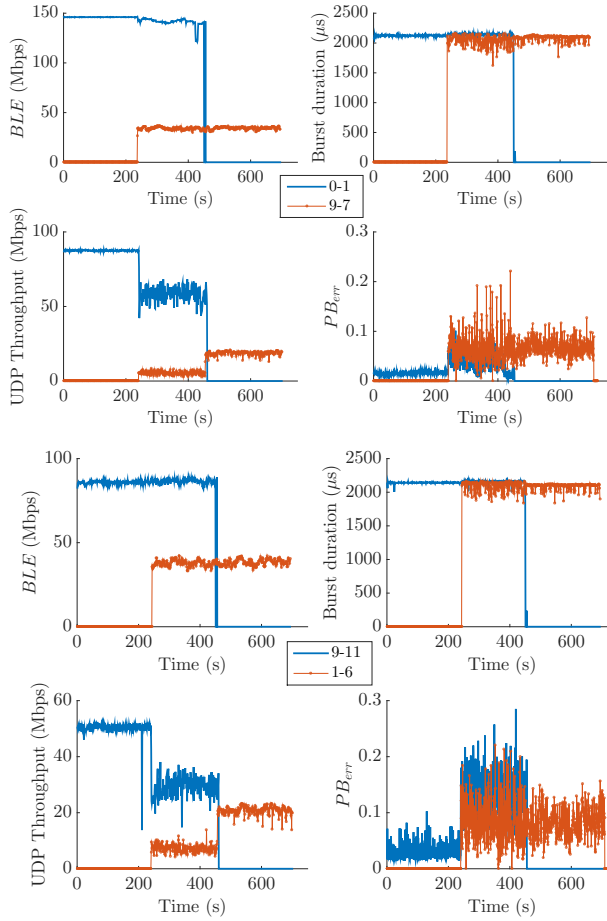 BLE (Mbps)
150
100
50
0
0 200 400 600
Time (s)
Burst duration (μs)
2500
2000
1500
1000
500
0
0 200 400 600
Time (s)
0-1
9-7
UDP Throughput (Mbps)
100
50
0
0 200 400 600
Time (s)
PBerr
0.3
0.2
0.1
0
0 200 400 600
Time (s)
BLE (Mbps)
100
50
0
0 200 400 600
Time (s)
Burst duration (μs)
2500
2000
1500
1000
500
0
0 200 400 600
Time (s)
9-11
1-6
UDP Throughput (Mbps)
60
40
20
0
0 200 400 600
Time (s)
PBerr
0.3
0.2
0.1
0
0 200 400 600
Time (s)